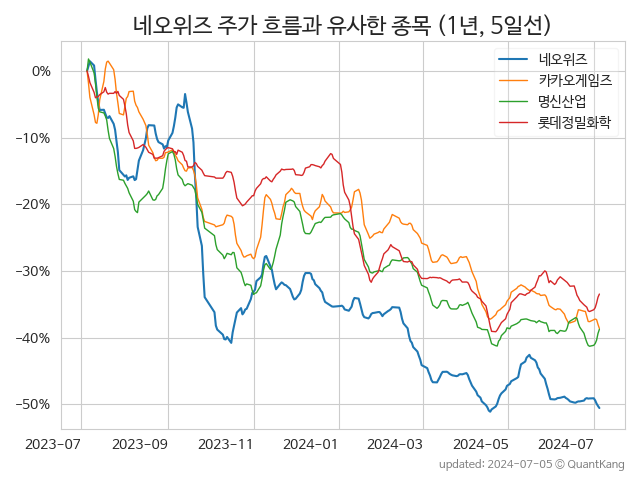 네오위즈 주가 흐름과 유사한 종목 (1년, 5일선)
네오위즈
카카오게임즈
명신산업
롯데정밀화학
0%
−10%
−20%
−30%
−40%
−50%
2023-07 2023-09 2023-11 2024-01 2024-03 2024-05 2024-07
updated: 2024-07-05 © QuantKang